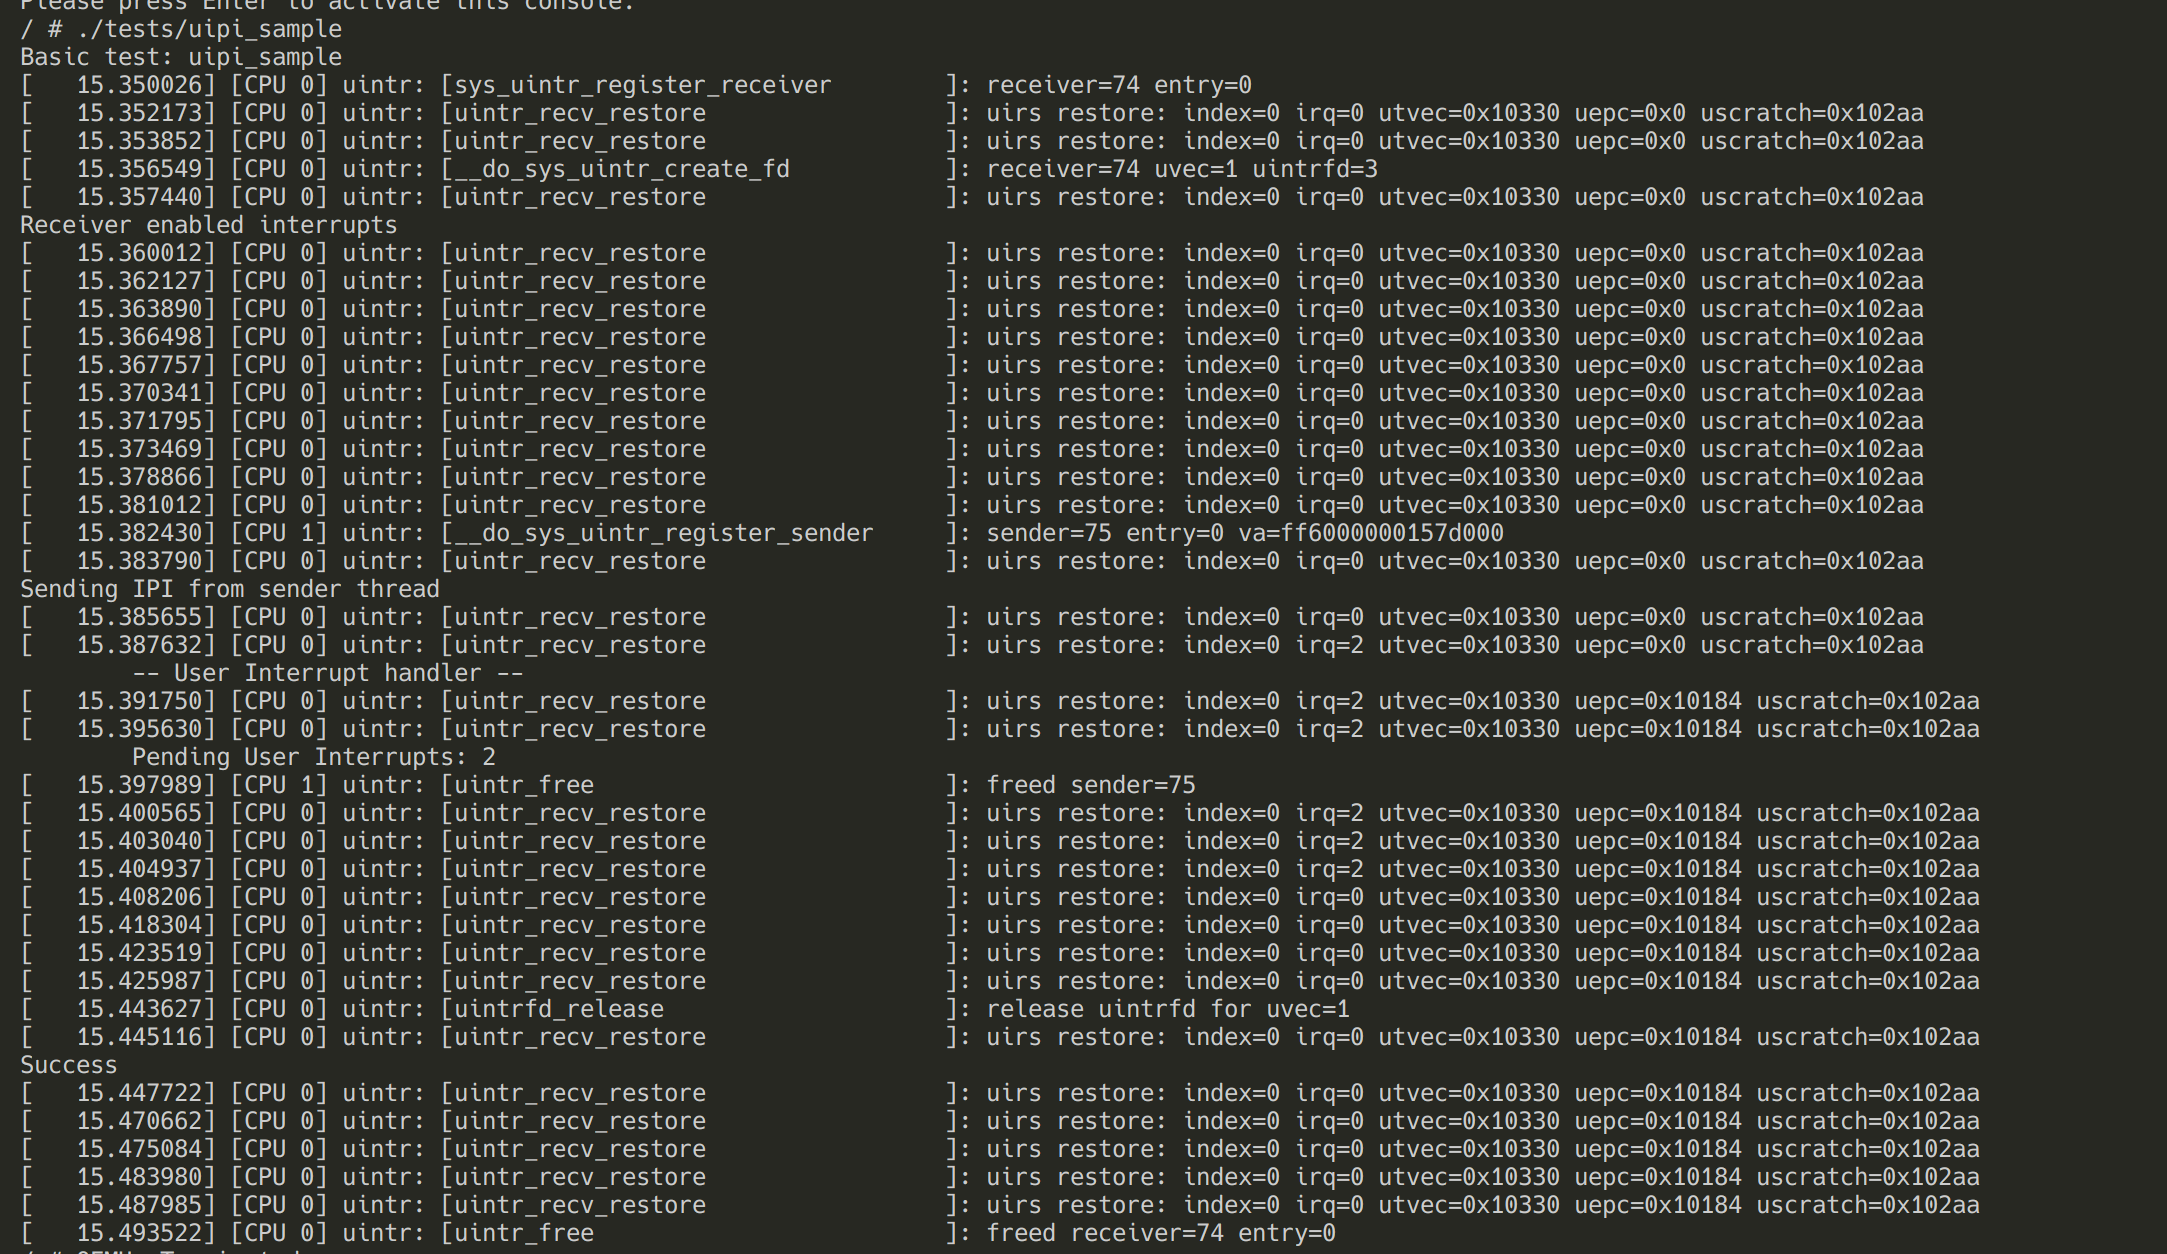 Please press Enter to activate this console.
/ # ./tests/uipi_sample
Basic test: uipi_sample
[   15.350026] [CPU 0] uintr: [sys_uintr_register_receiver        ]: receiver=74 entry=0
[   15.352173] [CPU 0] uintr: [uintr_recv_restore                 ]: uirs restore: index=0 irq=0 utvec=0x10330 uepc=0x0 uscratch=0x102aa
[   15.353852] [CPU 0] uintr: [uintr_recv_restore                 ]: uirs restore: index=0 irq=0 utvec=0x10330 uepc=0x0 uscratch=0x102aa
[   15.356549] [CPU 0] uintr: [__do_sys_uintr_create_fd           ]: receiver=74 uvec=1 uintrfd=3
[   15.357440] [CPU 0] uintr: [uintr_recv_restore                 ]: uirs restore: index=0 irq=0 utvec=0x10330 uepc=0x0 uscratch=0x102aa
Receiver enabled interrupts
[   15.360012] [CPU 0] uintr: [uintr_recv_restore                 ]: uirs restore: index=0 irq=0 utvec=0x10330 uepc=0x0 uscratch=0x102aa
[   15.362127] [CPU 0] uintr: [uintr_recv_restore                 ]: uirs restore: index=0 irq=0 utvec=0x10330 uepc=0x0 uscratch=0x102aa
[   15.363890] [CPU 0] uintr: [uintr_recv_restore                 ]: uirs restore: index=0 irq=0 utvec=0x10330 uepc=0x0 uscratch=0x102aa
[   15.366498] [CPU 0] uintr: [uintr_recv_restore                 ]: uirs restore: index=0 irq=0 utvec=0x10330 uepc=0x0 uscratch=0x102aa
[   15.367757] [CPU 0] uintr: [uintr_recv_restore                 ]: uirs restore: index=0 irq=0 utvec=0x10330 uepc=0x0 uscratch=0x102aa
[   15.370341] [CPU 0] uintr: [uintr_recv_restore                 ]: uirs restore: index=0 irq=0 utvec=0x10330 uepc=0x0 uscratch=0x102aa
[   15.371795] [CPU 0] uintr: [uintr_recv_restore                 ]: uirs restore: index=0 irq=0 utvec=0x10330 uepc=0x0 uscratch=0x102aa
[   15.373469] [CPU 0] uintr: [uintr_recv_restore                 ]: uirs restore: index=0 irq=0 utvec=0x10330 uepc=0x0 uscratch=0x102aa
[   15.378866] [CPU 0] uintr: [uintr_recv_restore                 ]: uirs restore: index=0 irq=0 utvec=0x10330 uepc=0x0 uscratch=0x102aa
[   15.381012] [CPU 0] uintr: [uintr_recv_restore                 ]: uirs restore: index=0 irq=0 utvec=0x10330 uepc=0x0 uscratch=0x102aa
[   15.382430] [CPU 1] uintr: [__do_sys_uintr_register_sender     ]: sender=75 entry=0 va=ff6000000157d000
[   15.383790] [CPU 0] uintr: [uintr_recv_restore                 ]: uirs restore: index=0 irq=0 utvec=0x10330 uepc=0x0 uscratch=0x102aa
Sending IPI from sender thread
[   15.385655] [CPU 0] uintr: [uintr_recv_restore                 ]: uirs restore: index=0 irq=0 utvec=0x10330 uepc=0x0 uscratch=0x102aa
[   15.387632] [CPU 0] uintr: [uintr_recv_restore                 ]: uirs restore: index=0 irq=2 utvec=0x10330 uepc=0x0 uscratch=0x102aa
        -- User Interrupt handler --
[   15.391750] [CPU 0] uintr: [uintr_recv_restore                 ]: uirs restore: index=0 irq=2 utvec=0x10330 uepc=0x10184 uscratch=0x102aa
[   15.395630] [CPU 0] uintr: [uintr_recv_restore                 ]: uirs restore: index=0 irq=2 utvec=0x10330 uepc=0x10184 uscratch=0x102aa
        Pending User Interrupts: 2
[   15.397989] [CPU 1] uintr: [uintr_free                         ]: freed sender=75
[   15.400565] [CPU 0] uintr: [uintr_recv_restore                 ]: uirs restore: index=0 irq=2 utvec=0x10330 uepc=0x10184 uscratch=0x102aa
[   15.403040] [CPU 0] uintr: [uintr_recv_restore                 ]: uirs restore: index=0 irq=2 utvec=0x10330 uepc=0x10184 uscratch=0x102aa
[   15.404937] [CPU 0] uintr: [uintr_recv_restore                 ]: uirs restore: index=0 irq=2 utvec=0x10330 uepc=0x10184 uscratch=0x102aa
[   15.408206] [CPU 0] uintr: [uintr_recv_restore                 ]: uirs restore: index=0 irq=0 utvec=0x10330 uepc=0x10184 uscratch=0x102aa
[   15.418304] [CPU 0] uintr: [uintr_recv_restore                 ]: uirs restore: index=0 irq=0 utvec=0x10330 uepc=0x10184 uscratch=0x102aa
[   15.423519] [CPU 0] uintr: [uintr_recv_restore                 ]: uirs restore: index=0 irq=0 utvec=0x10330 uepc=0x10184 uscratch=0x102aa
[   15.425987] [CPU 0] uintr: [uintr_recv_restore                 ]: uirs restore: index=0 irq=0 utvec=0x10330 uepc=0x10184 uscratch=0x102aa
[   15.443627] [CPU 0] uintr: [uintrfd_release                    ]: release uintrfd for uvec=1
[   15.445116] [CPU 0] uintr: [uintr_recv_restore                 ]: uirs restore: index=0 irq=0 utvec=0x10330 uepc=0x10184 uscratch=0x102aa
Success
[   15.447722] [CPU 0] uintr: [uintr_recv_restore                 ]: uirs restore: index=0 irq=0 utvec=0x10330 uepc=0x10184 uscratch=0x102aa
[   15.470662] [CPU 0] uintr: [uintr_recv_restore                 ]: uirs restore: index=0 irq=0 utvec=0x10330 uepc=0x10184 uscratch=0x102aa
[   15.475084] [CPU 0] uintr: [uintr_recv_restore                 ]: uirs restore: index=0 irq=0 utvec=0x10330 uepc=0x10184 uscratch=0x102aa
[   15.483980] [CPU 0] uintr: [uintr_recv_restore                 ]: uirs restore: index=0 irq=0 utvec=0x10330 uepc=0x10184 uscratch=0x102aa
[   15.487985] [CPU 0] uintr: [uintr_recv_restore                 ]: uirs restore: index=0 irq=0 utvec=0x10330 uepc=0x10184 uscratch=0x102aa
[   15.493522] [CPU 0] uintr: [uintr_free                         ]: freed receiver=74 entry=0
/ # QEMU: Terminated